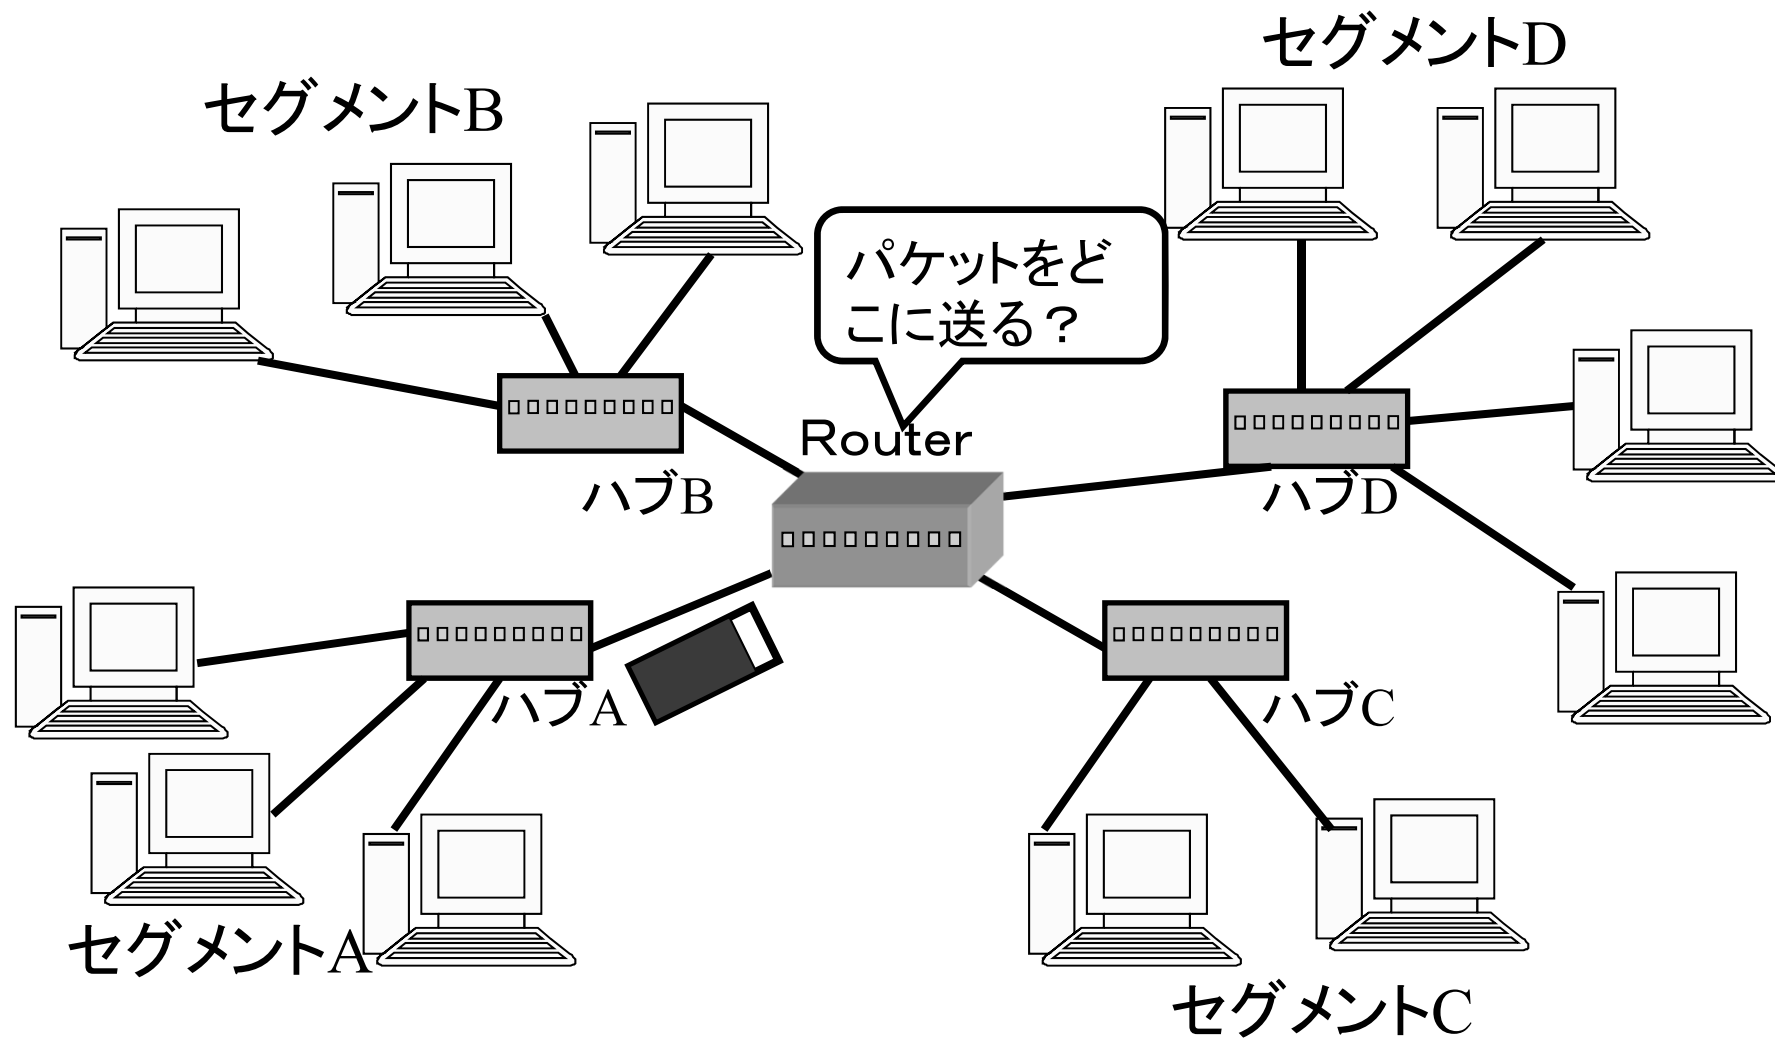 セグメントD
セグメントB
パケットをど
こに送る？
Router
ハブB
ハブD
ハブA
ハブC
セグメントA
セグメントC